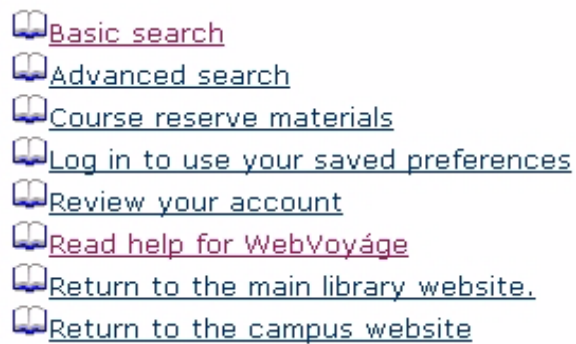 Basic search
Advanced search
Course reserve materials
Log in to use your saved preferences
Review your account
Read help for WebVoyáge
Return to the main library website.
Return to the campus website